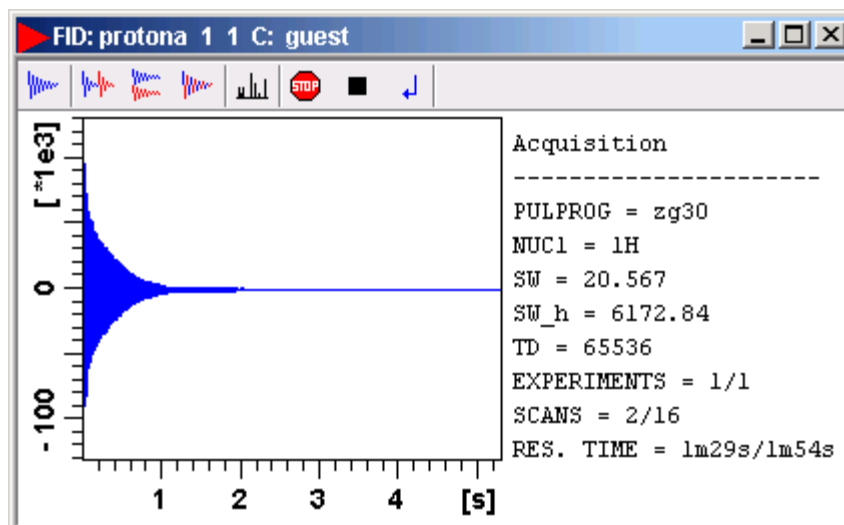 FID: protona 1 1 C: guest
STOP
[*1e3]
0
-100
1 2 3 4 [s]
Acquisition
----------------------
PULPROG = zg30
NUC1 = 1H
SW = 20.567
SW_h = 6172.84
TD = 65536
EXPERIMENTS = 1/1
SCANS = 2/16
RES. TIME = 1m29s/1m54s